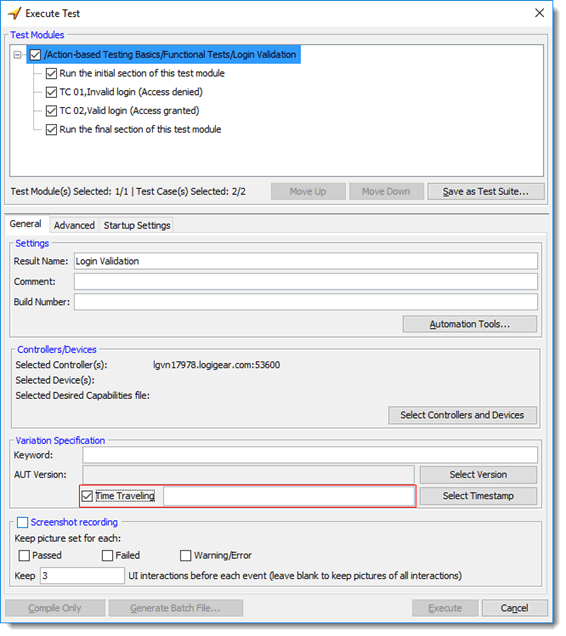 Execute Test
Test Modules
/Action-based Testing Basics/Functional Tests/Login Validation
Run the initial section of this test module
TC 01,Invalid login (Access denied)
TC 02,Valid login (Access granted)
Run the final section of this test module
Test Module(s) Selected: 1/1 | Test Case(s) Selected: 2/2 Move Up Move Down Save as Test Suite...
General Advanced Startup Settings
Settings
Result Name: Login Validation
Comment:
Build Number:
Automation Tools...
Controllers/Devices
Selected Controller(s): lgvn17978.logigear.com:53600
Selected Device(s):
Selected Desired Capabilities file:
Select Controllers and Devices
Variation Specification
Keyword:
AUT Version: Select Version
Time Traveling Select Timestamp
Screenshot recording
Keep picture set for each:
Passed Failed Warning/Error
Keep 3 UI interactions before each event (leave blank to keep pictures of all interactions)
Compile Only Generate Batch File... Execute Cancel